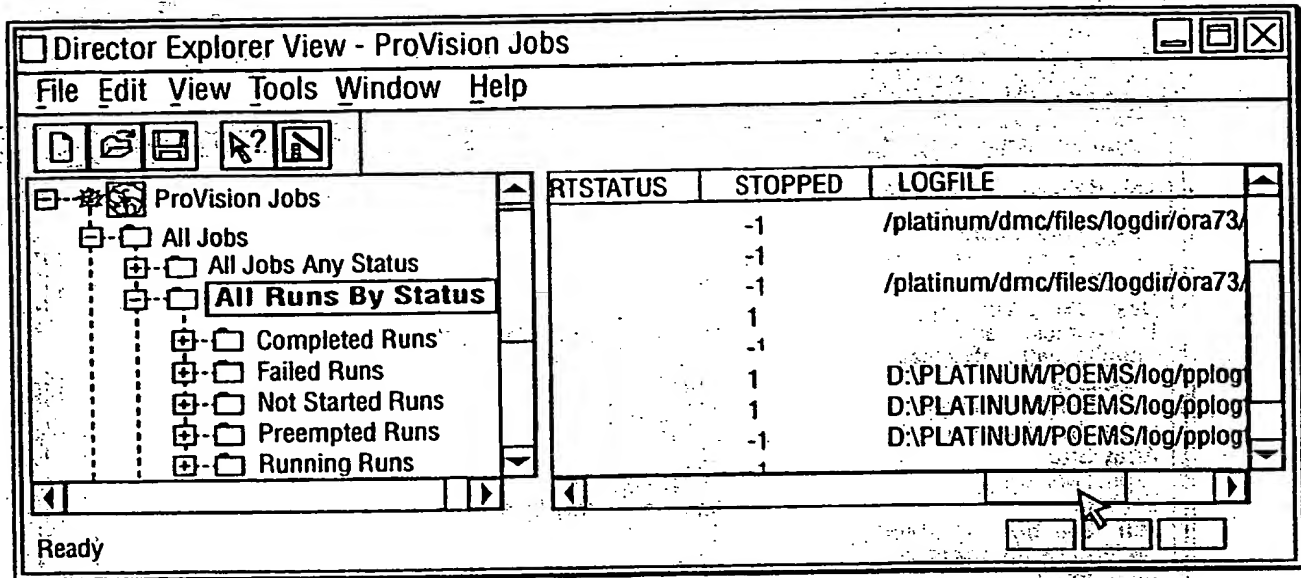 Director Explorer View - ProVision Jobs
File Edit View Tools Window Help
ProVision Jobs
All Jobs
All Jobs Any Status
All Runs By Status
Completed Runs
Failed Runs
Not Started Runs
Preempted Runs
Running Runs
RTSTATUS STOPPED LOGFILE
-1 /platinum/dmc/files/logdir/ora73/
-1
-1 /platinum/dmc/files/logdir/ora73/
1
-1
1 D:\PLATINUM/POEMS/log/pplog
1 D:\PLATINUM/POEMS/log/pplog
-1 D:\PLATINUM/POEMS/log/pplog
-1
Ready